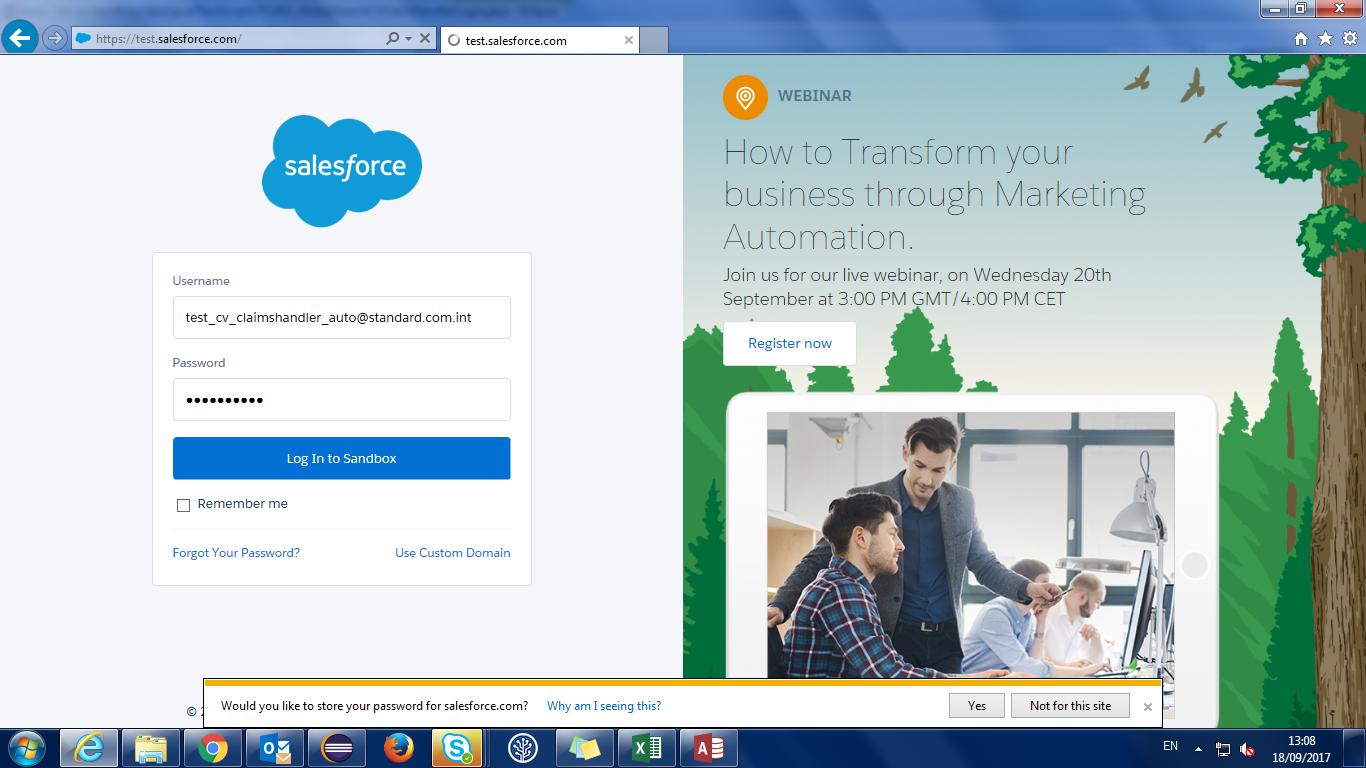 https://test.salesforce.com/
test.salesforce.com
salesforce
Username
test_cv_claimshandler_auto@standard.com.int
Password
Log In to Sandbox
Remember me
Forgot Your Password?
Use Custom Domain
WEBINAR
How to Transform your
business through Marketing
Automation.
Join us for our live webinar, on Wednesday 20th
September at 3:00 PM GMT/4:00 PM CET
Register now
©
Would you like to store your password for salesforce.com?
Why am I seeing this?
Yes
Not for this site
EN
13:08
18/09/2017